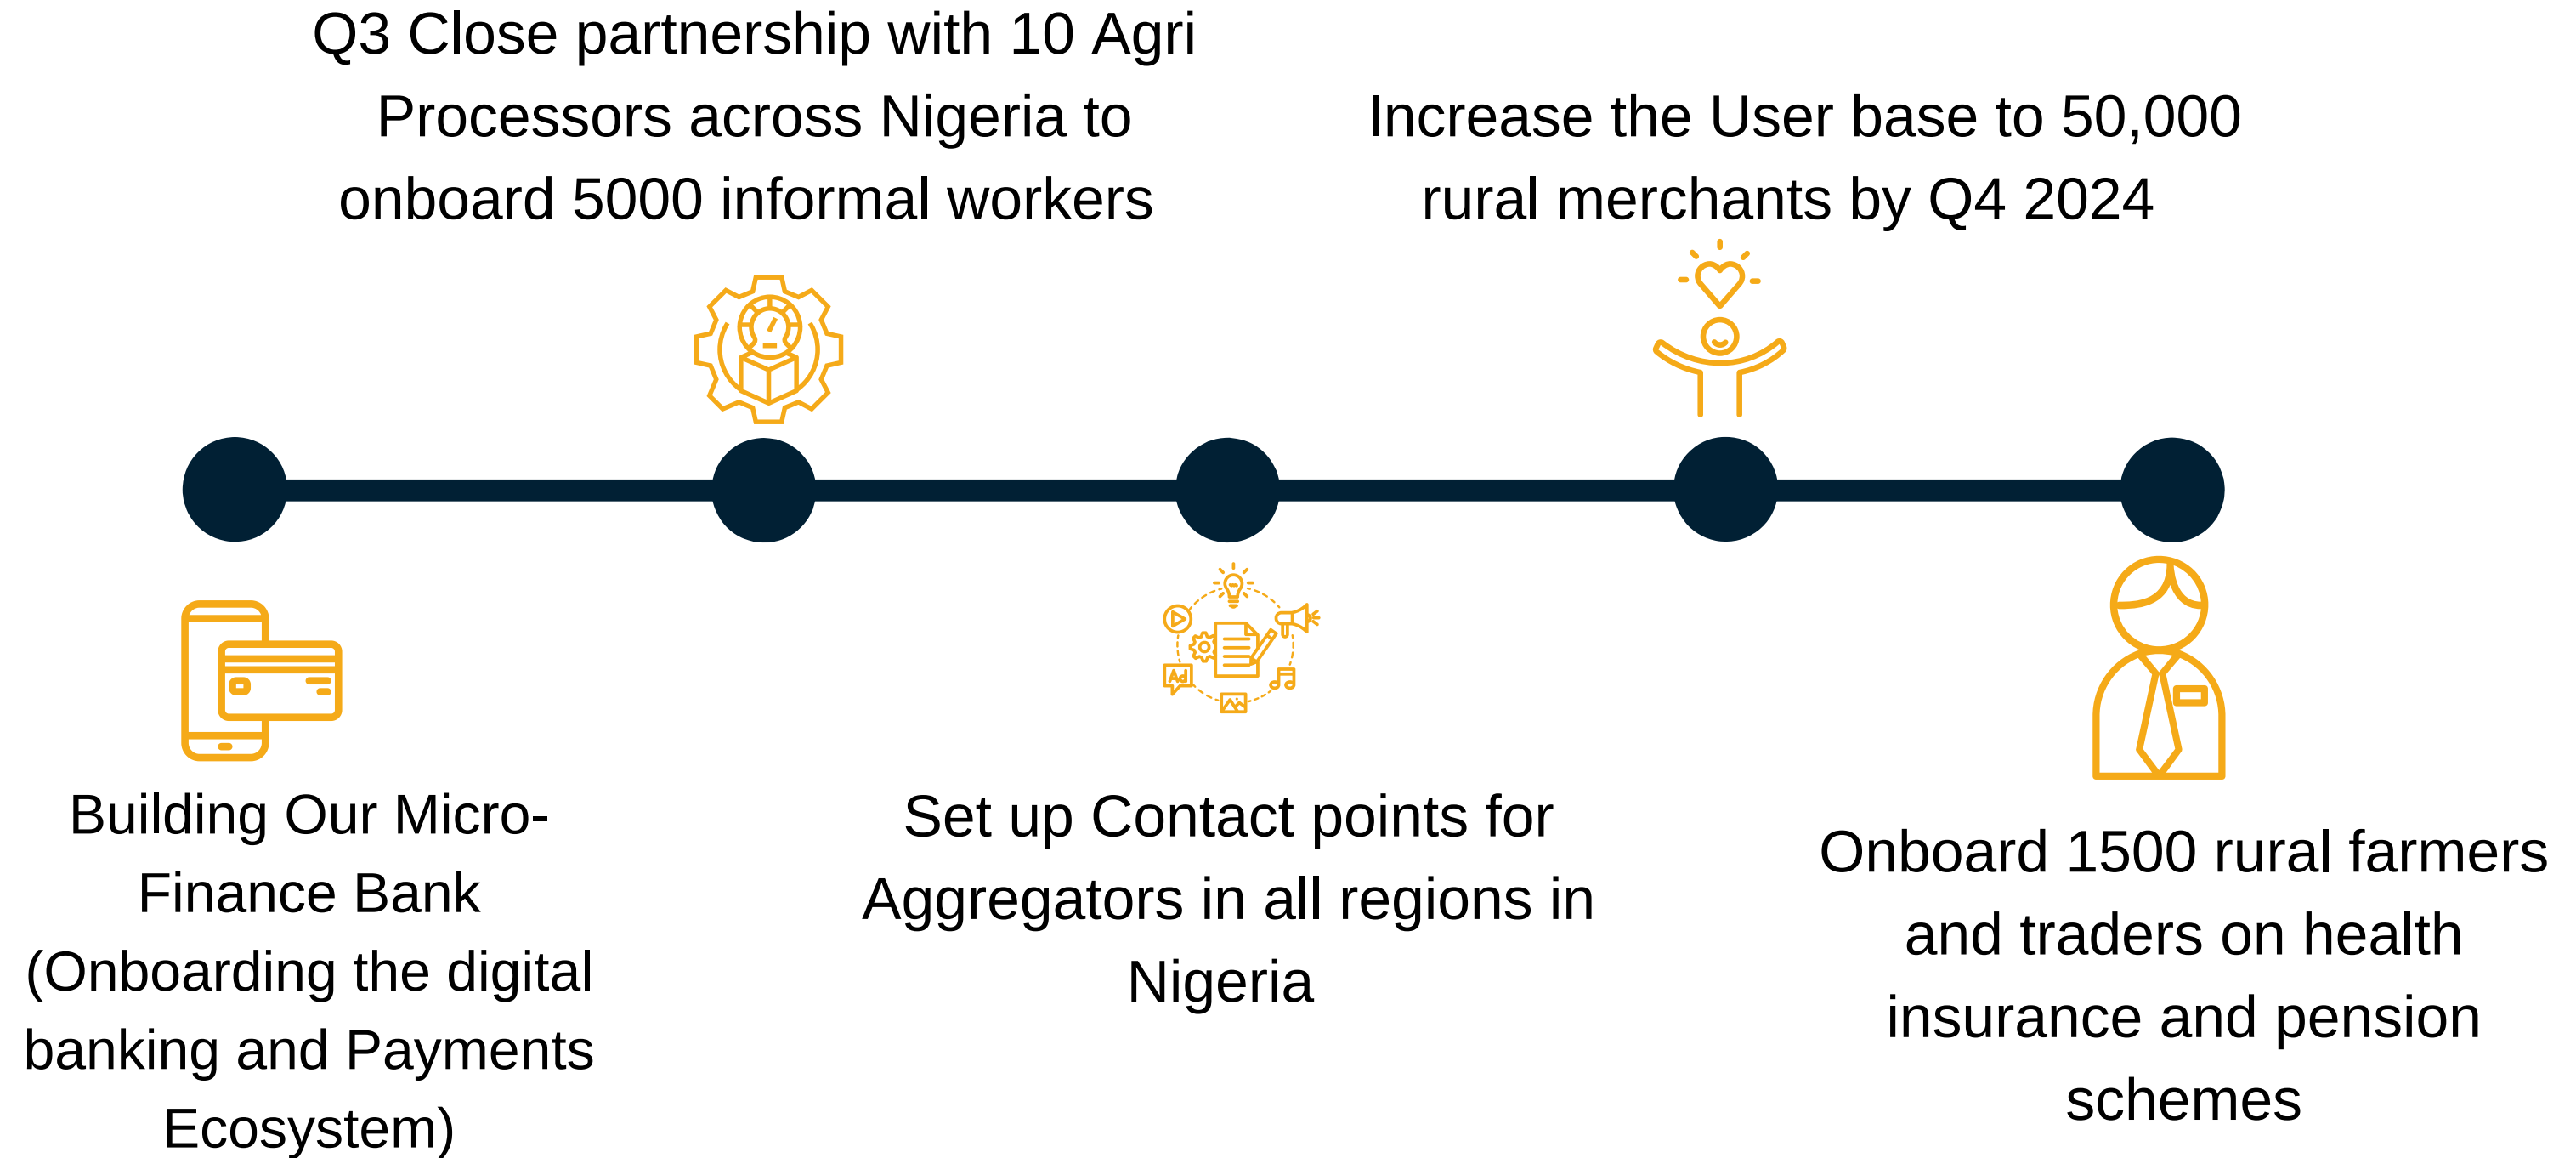 Q3 Close partnership with 10 Agri
Processors across Nigeria to
onboard 5000 informal workers
Increase the User base to 50,000
rural merchants by Q4 2024
Ad
Building Our Micro-
Finance Bank
(Onboarding the digital
banking and Payments
Ecosystem)
Set up Contact points for
Aggregators in all regions in
Nigeria
Onboard 1500 rural farmers
and traders on health
insurance and pension
schemes